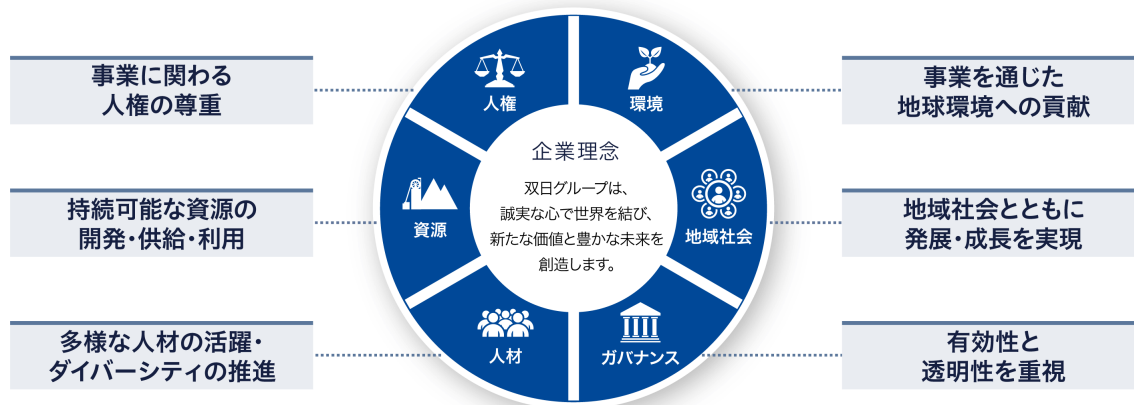 事業に関わる
人権の尊重
持続可能な資源の
開発・供給・利用
多様な人材の活躍・
ダイバーシティの推進
人権
環境
資源
地域社会
人材
ガバナンス
企業理念
双日グループは、
誠実な心で世界を結び、
新たな価値と豊かな未来を
創造します。
事業を通じた
地球環境への貢献
地域社会とともに
発展・成長を実現
有効性と
透明性を重視